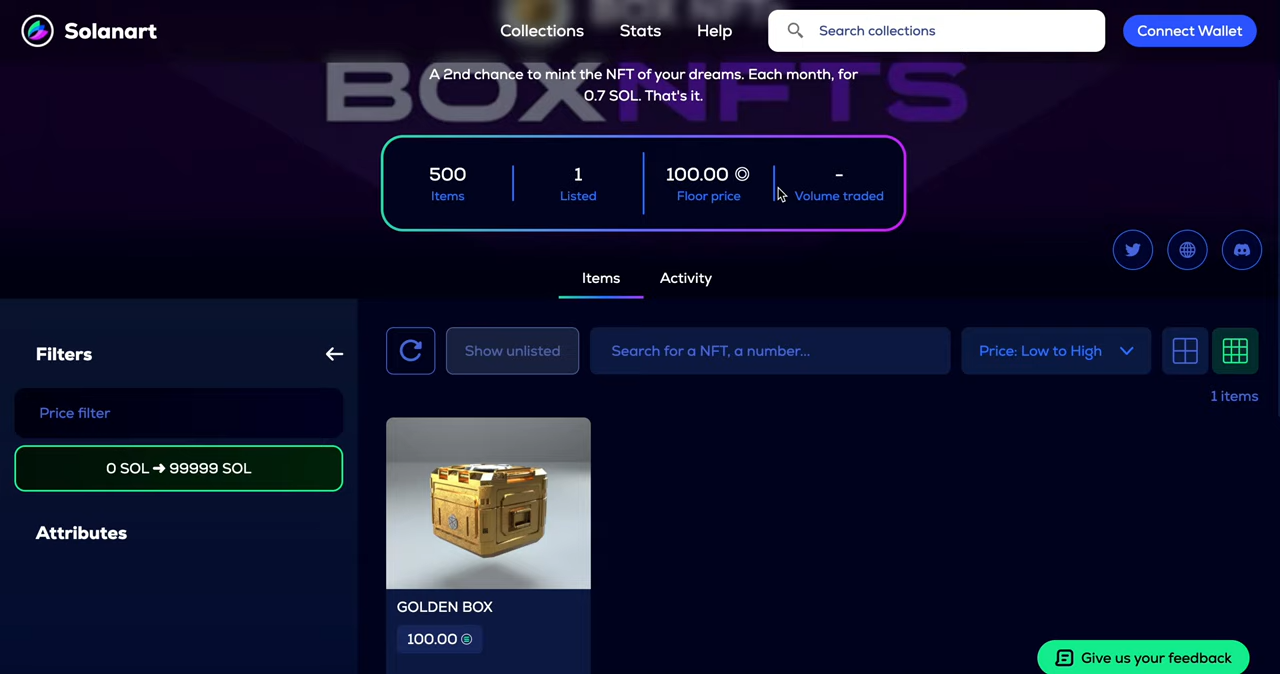 Solanart
Collections
Stats
Help
Search collections
Connect Wallet
BOX NFT
A 2nd chance to mint the NFT of your dreams. Each month, for
0.7 SOL. That's it.
BOXNFTS
500
Items
1
Listed
100.00
Floor price
-
Volume traded
Items
Activity
Filters
Price filter
0 SOL ➔ 99999 SOL
Attributes
Show unlisted
Search for a NFT, a number...
Price: Low to High
1 items
GOLDEN BOX
100.00
Give us your feedback